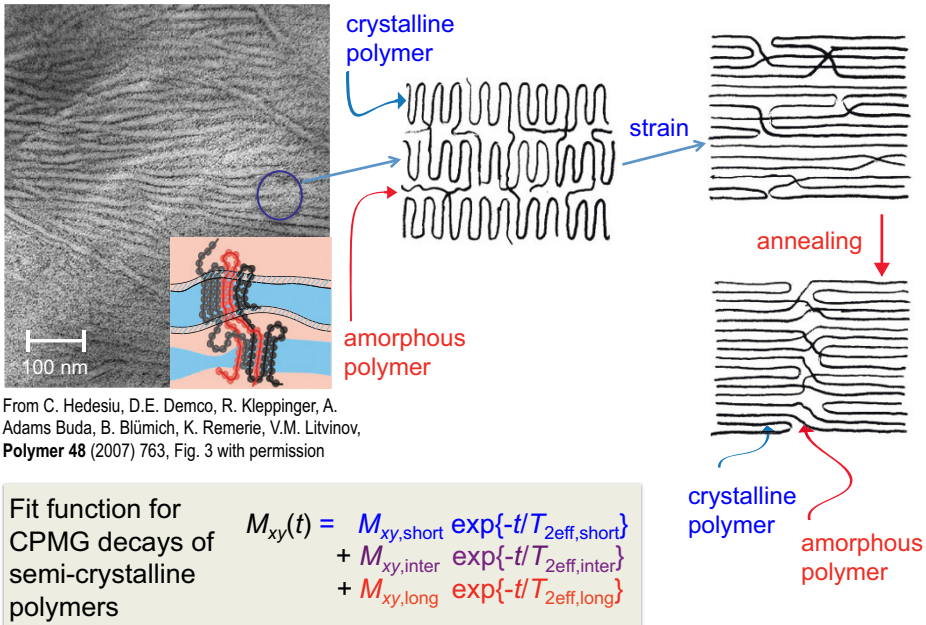 crystalline
polymer
strain
annealing
amorphous
polymer
100 nm
From C. Hedesiu, D.E. Demco, R. Kleppinger, A.
Adams Buda, B. Blümich, K. Remerie, V.M. Litvinov,
Polymer 48 (2007) 763, Fig. 3 with permission
crystalline
polymer
amorphous
polymer
Fit function for
CPMG decays of
semi-crystalline
polymers
Mxy(t) = Mxy,short exp{-t/T2eff,short}
+ Mxy,inter exp{-t/T2eff,inter}
+ Mxy,long exp{-t/T2eff,long}